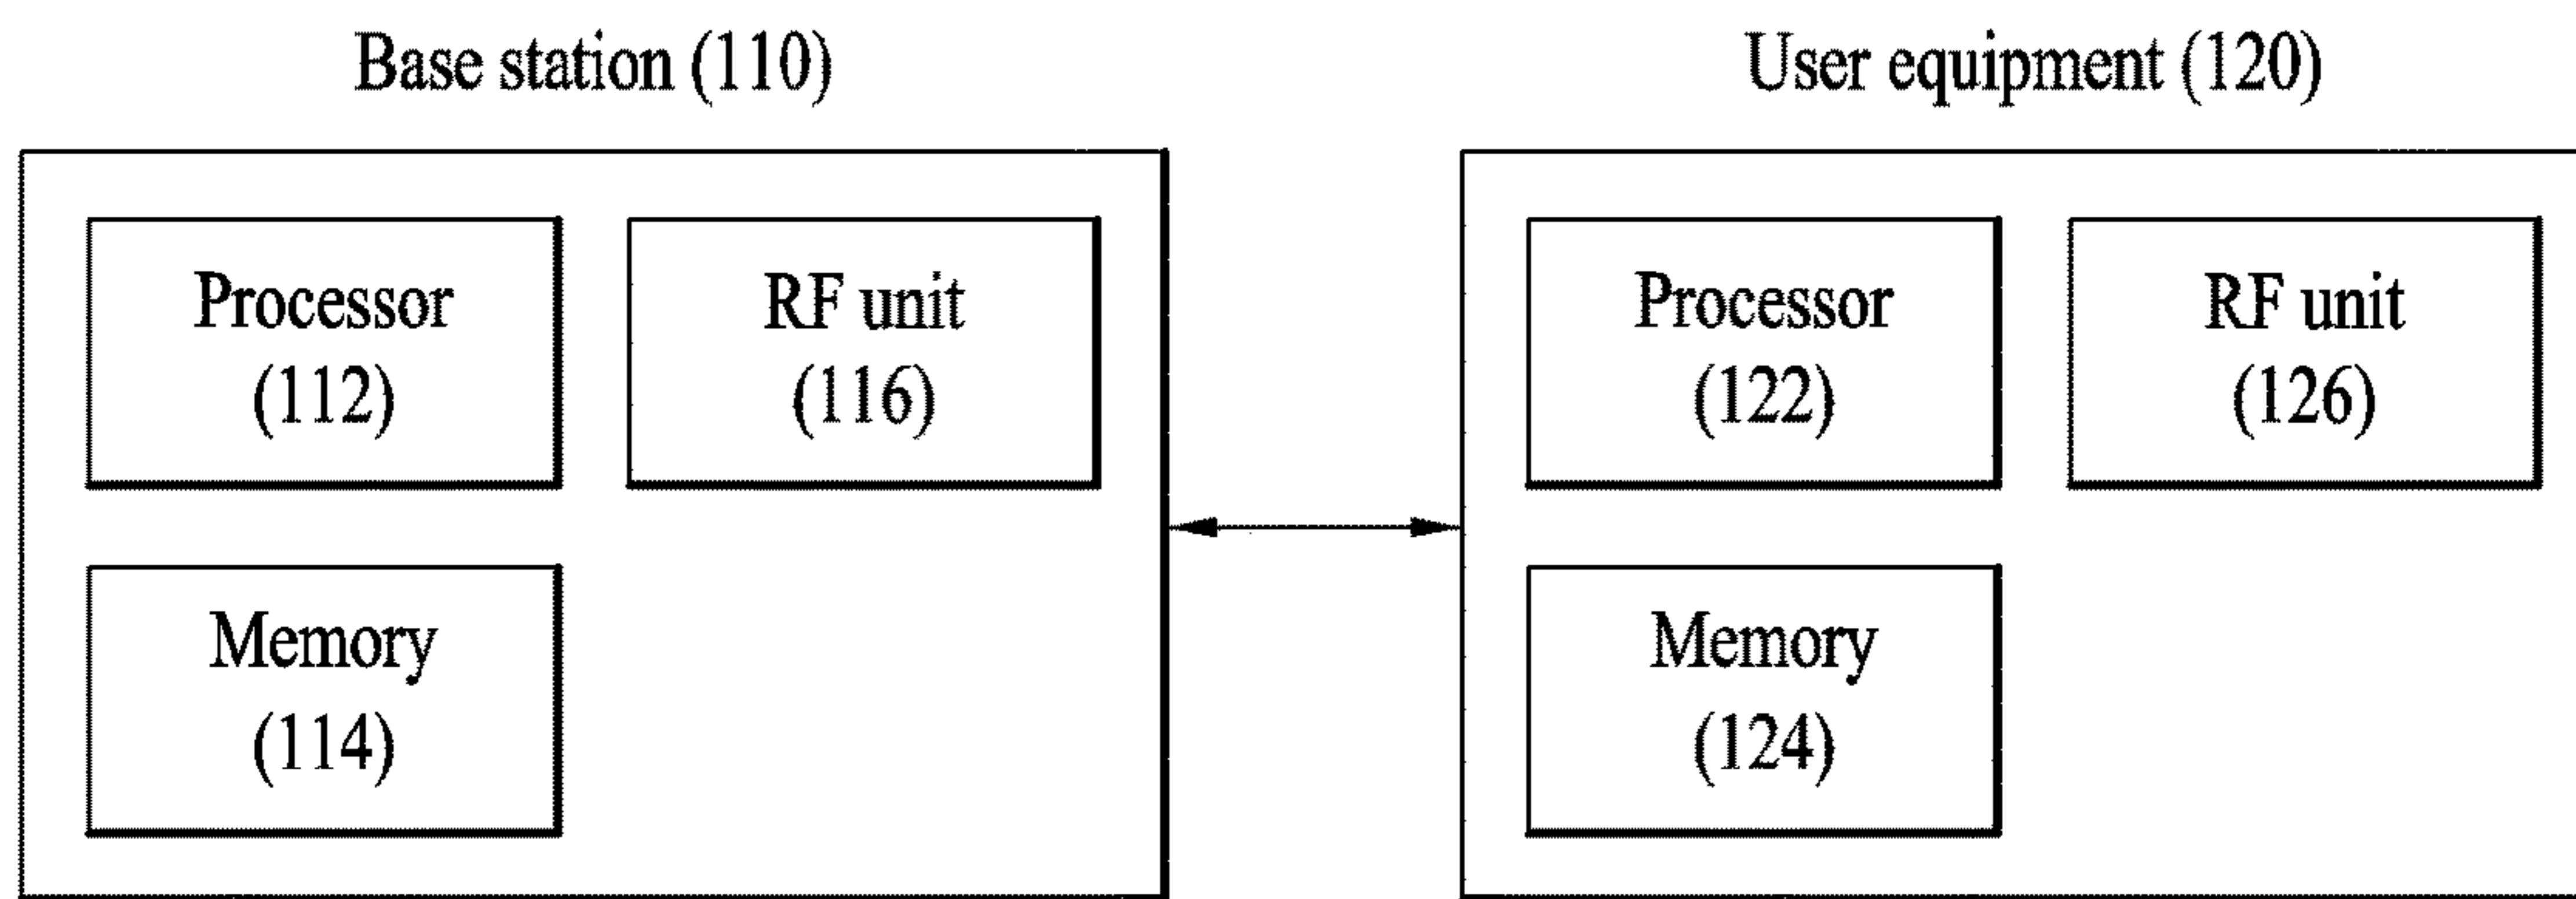 Base station (110)
Processor
(112)
RF unit
(116)
Memory
(114)
User equipment (120)
Processor
(122)
RF unit
(126)
Memory
(124)